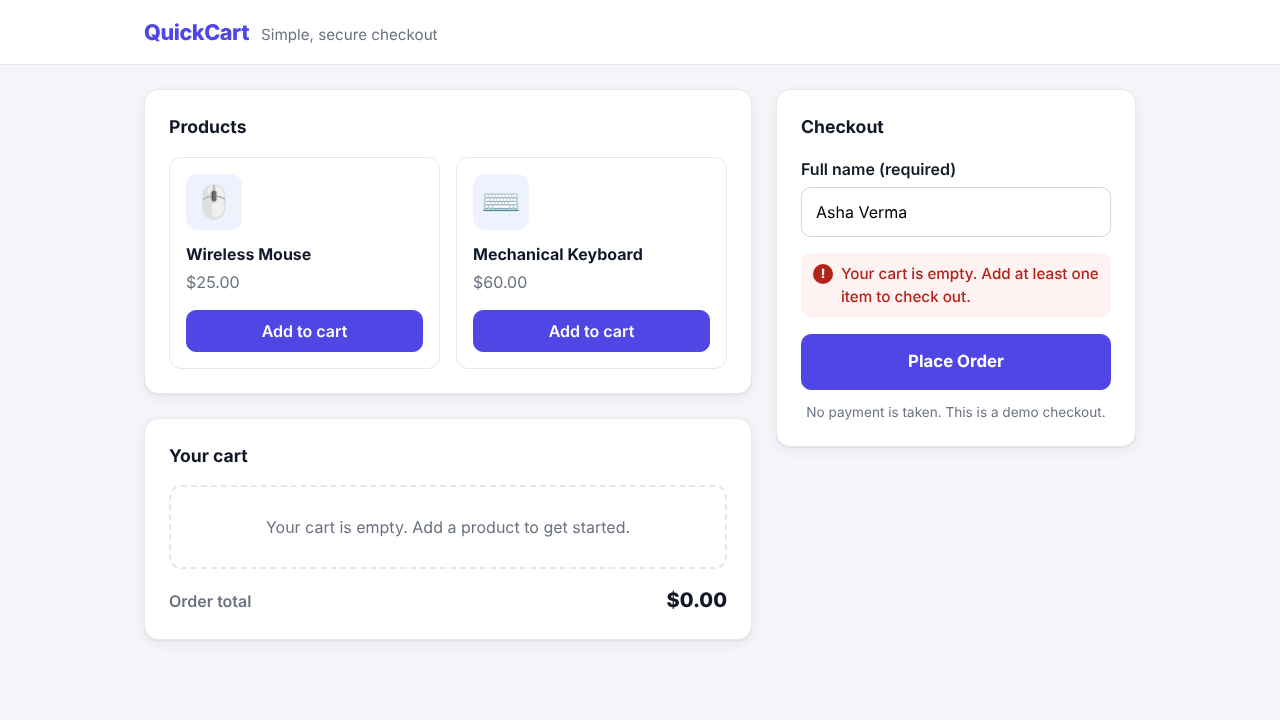 QuickCart Simple, secure checkout
Products
Wireless Mouse
$25.00
Add to cart
Mechanical Keyboard
$60.00
Add to cart
Your cart
Your cart is empty. Add a product to get started.
Order total $0.00
Checkout
Full name (required)
Asha Verma
! Your cart is empty. Add at least one
item to check out.
Place Order
No payment is taken. This is a demo checkout.